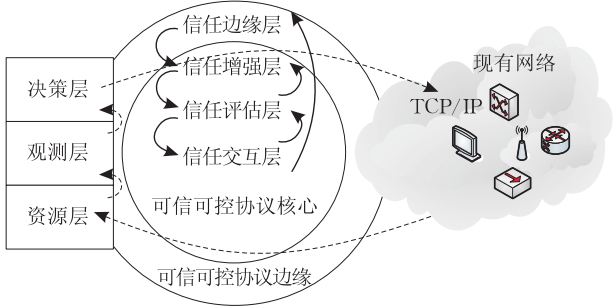 信任边缘层
信任增强层
信任评估层
信任交互层
决策层
观测层
资源层
可信可控协议核心
可信可控协议边缘
现有网络
TCP/IP